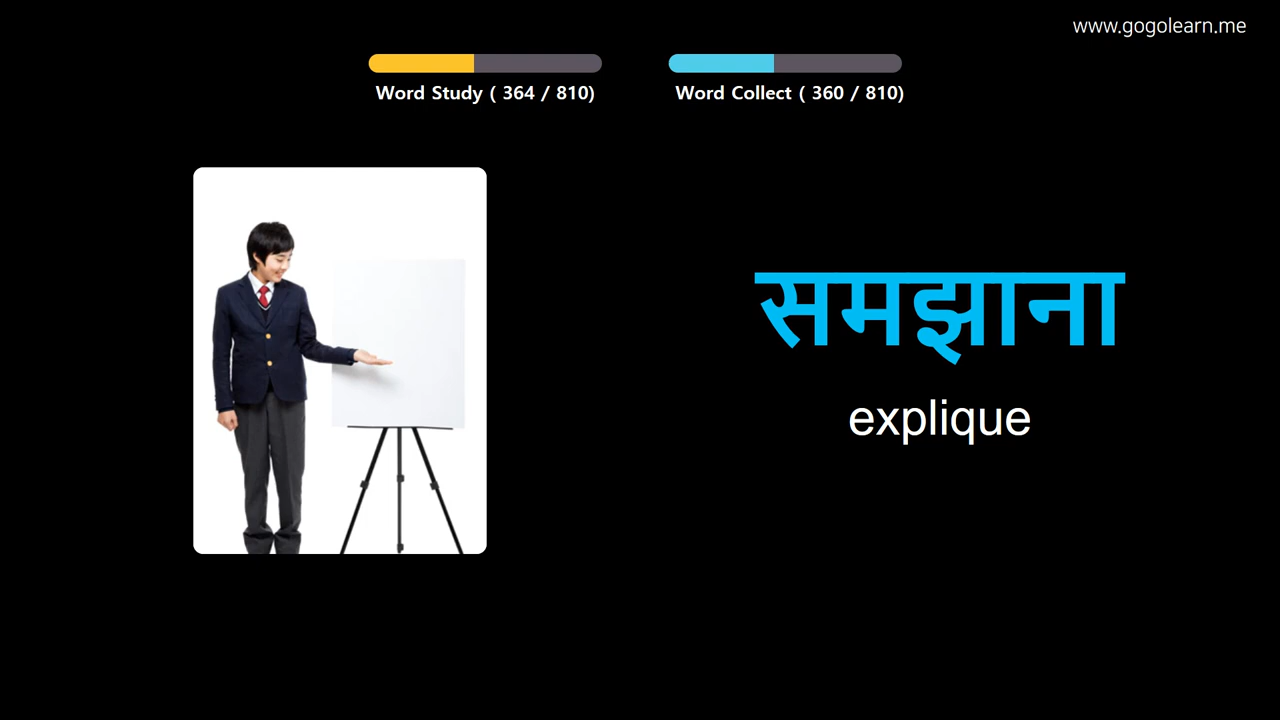 www.gogolearn.me
Word Study ( 364 / 810)
Word Collect ( 360 / 810)
समझाना
explique